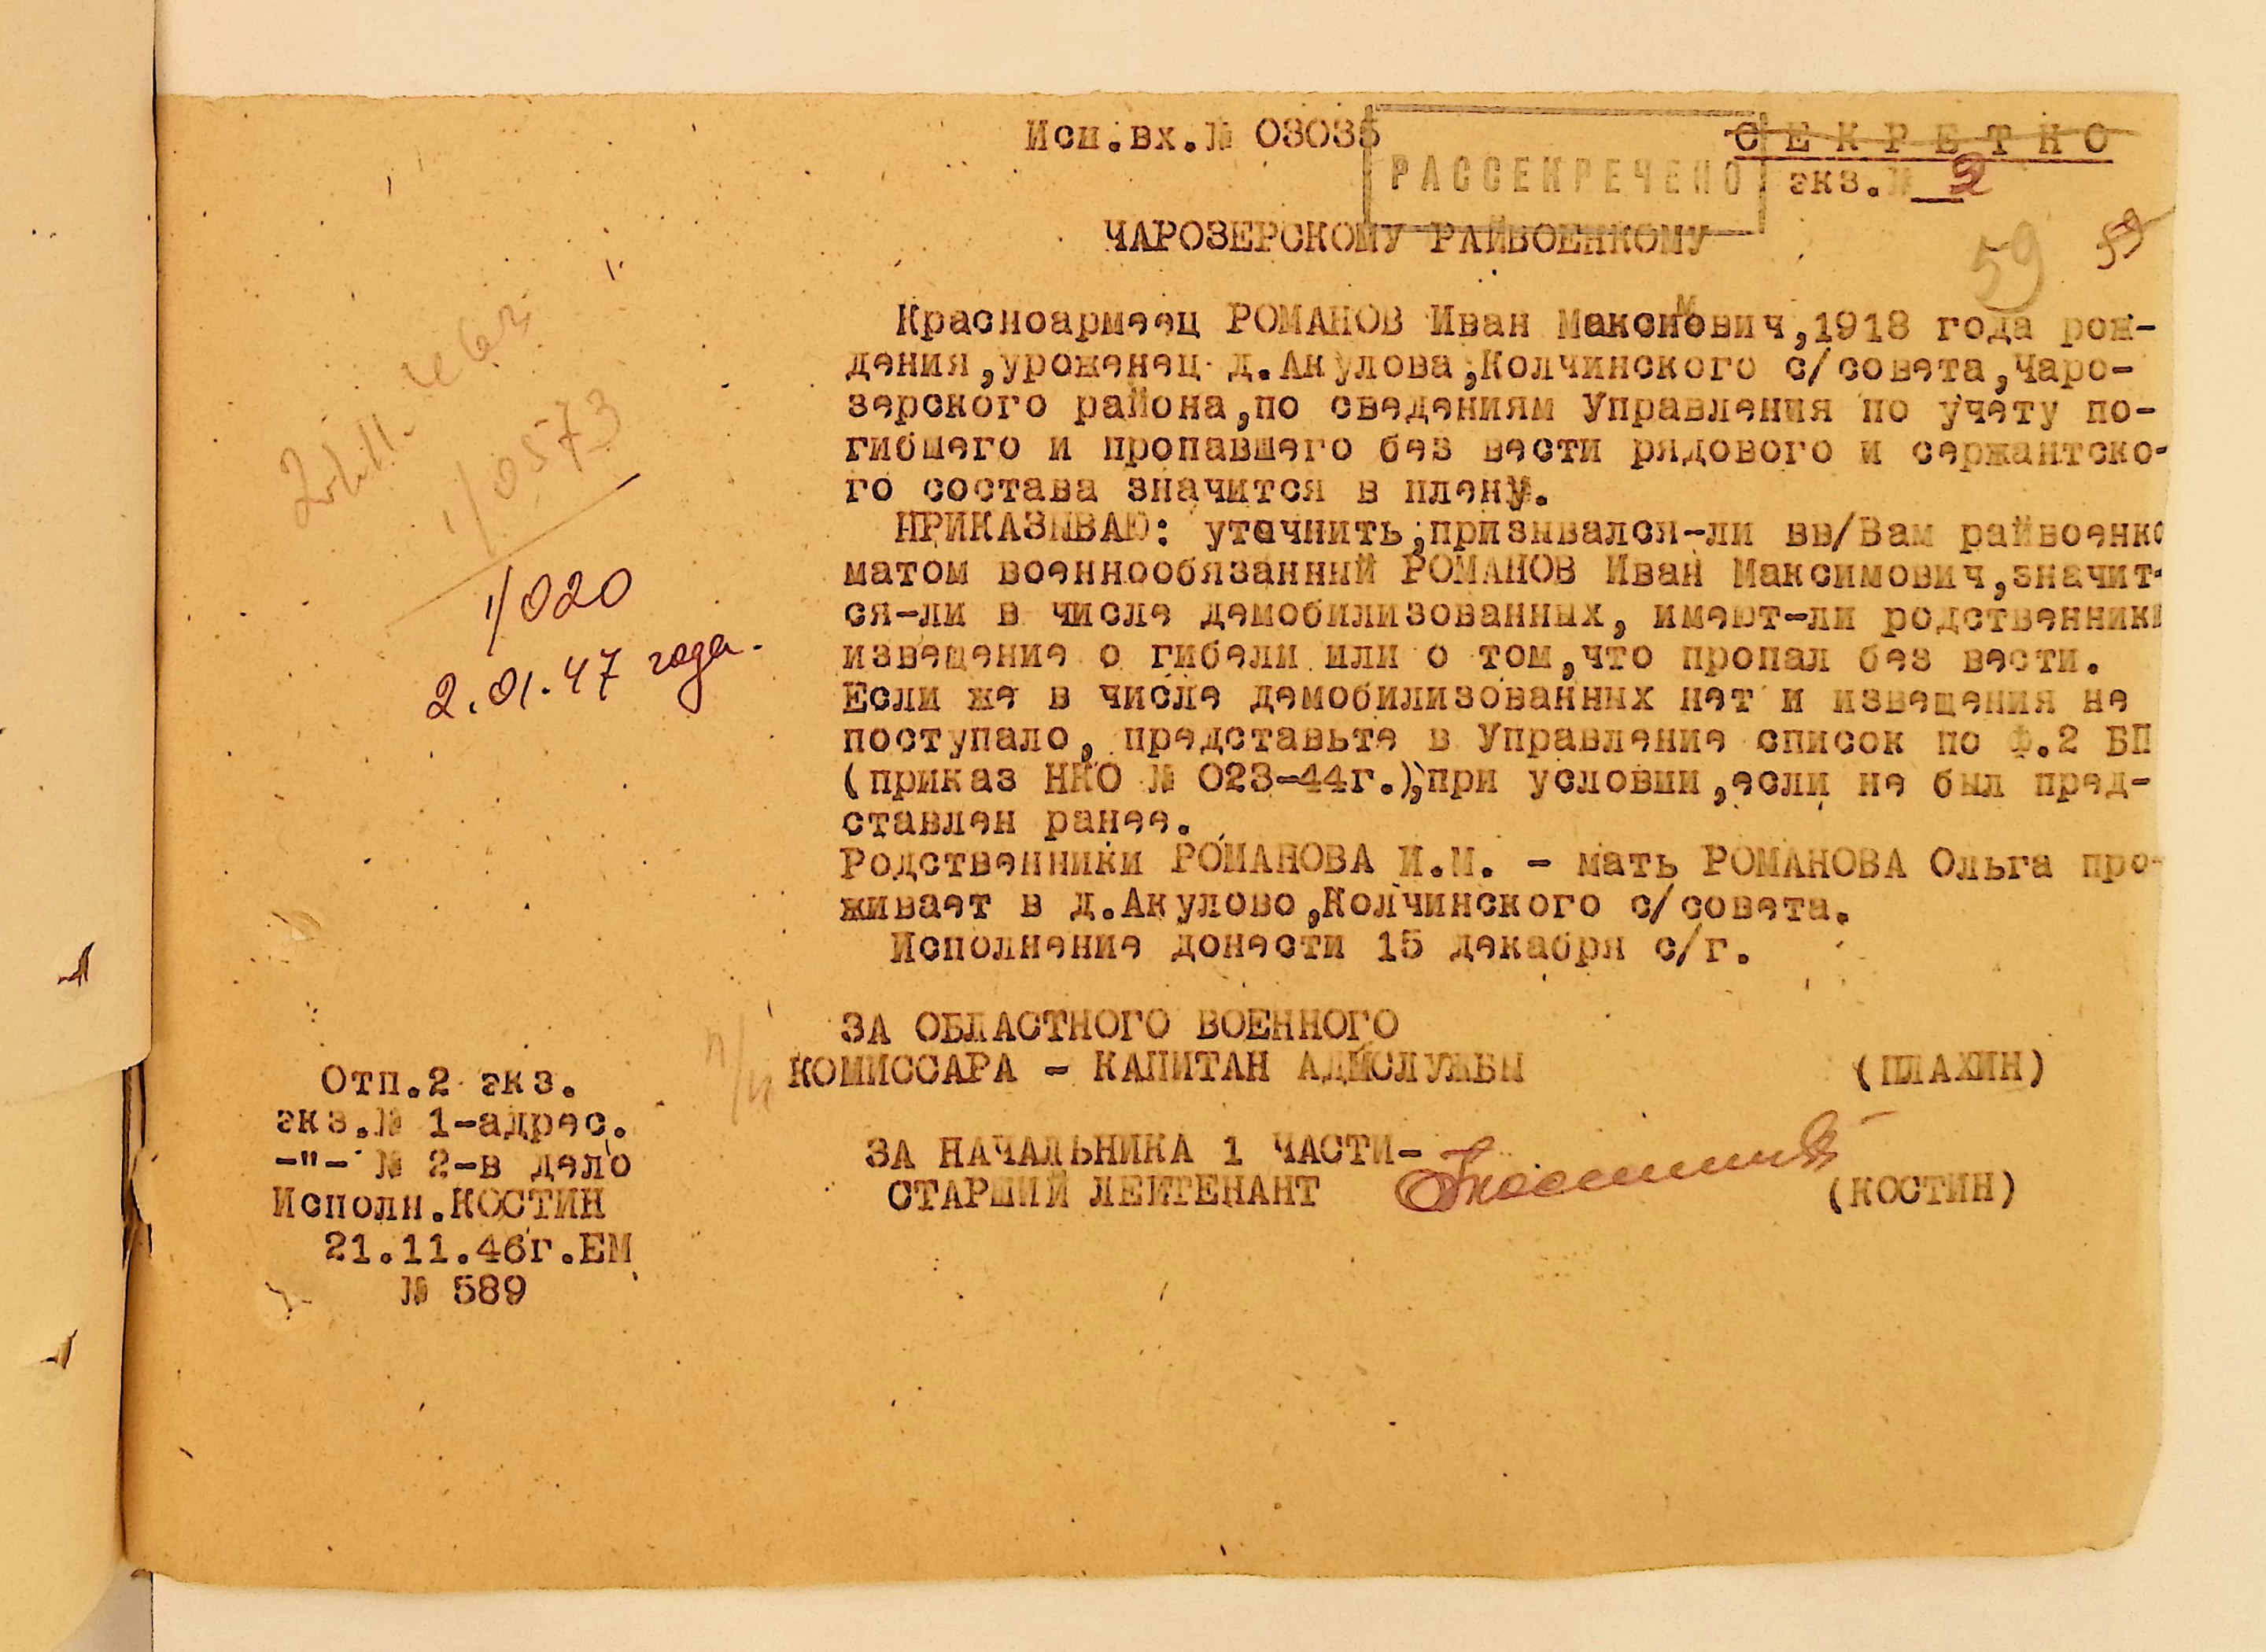 Исп.вх.№ 03035
С Е К Р Е Т Н О
РАССЕКРЕЧЕНО
экз.№ 2
ЧАРОЗЕРСКОМУ РАЙВОЕНКОМУ
59 59
Красноармеец РОМАНОВ Иван Максимович,1918 года рож-
дения,уроженец д.Акулова,Колчинского с/совета,Чаро-
зерского района,по сведениям Управления по учету по-
гибшего и пропавшего без вести рядового и сержантско-
го состава значится в плену.
ПРИКАЗЫВАЮ: уточнить,призывался-ли вв/Вам райвоенко
матом военнообязанный РОМАНОВ Иван Максимович,значит-
ся-ли в числе демобилизованных, имеют-ли родственники
извещение о гибели или о том,что пропал без вести.
Если же в числе демобилизованных нет и извещения не
поступало, представьте в Управление список по Ф.2 БП
(приказ НКО № 023-44г.),при условии,если не был пред-
ставлен ранее.
Родственники РОМАНОВА И.М. - мать РОМАНОВА Ольга про-
живает в д.Акулово,Колчинского с/совета.
Исполнение донести 15 декабря с/г.
1/0573
1/020
2.01.47 года.
ЗА ОБЛАСТНОГО ВОЕННОГО
п/п КОМИССАРА - КАПИТАН АДМСЛУЖБЫ (ПЛАХИН)
ЗА НАЧАЛЬНИКА 1 ЧАСТИ-
СТАРШИЙ ЛЕЙТЕНАНТ (КОСТИН)
Отп.2 экз.
экз.№ 1-адрес.
-"- № 2-в дело
Исполн.КОСТИН
21.11.46г.ЕМ
№ 589